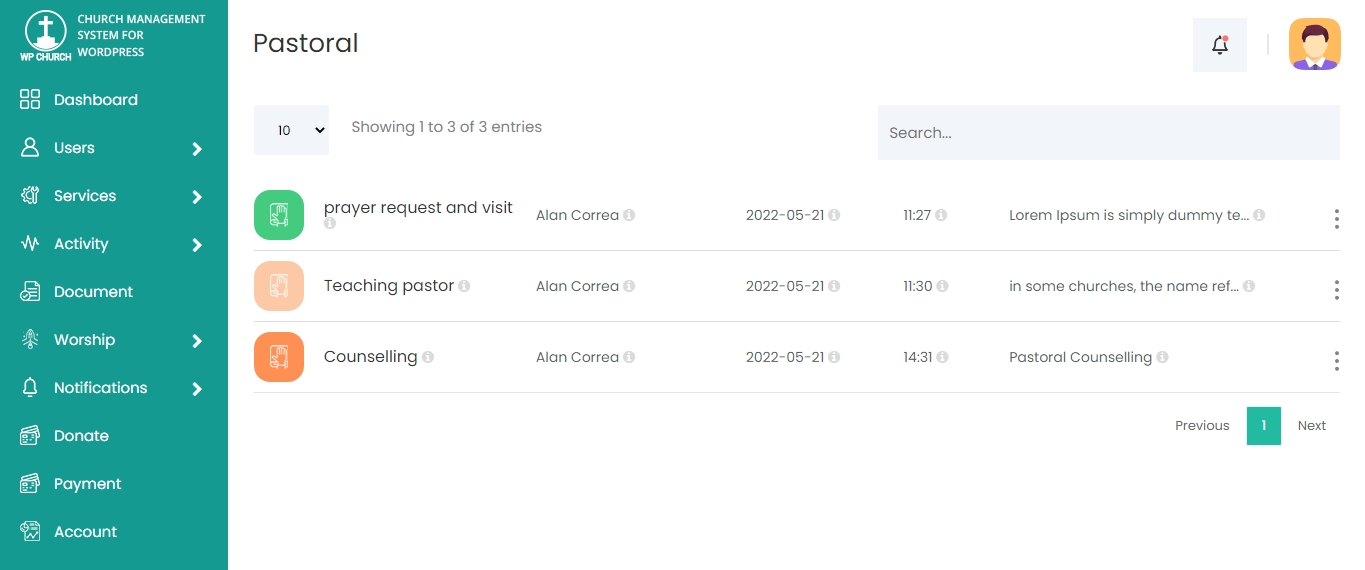 CHURCH MANAGEMENT
SYSTEM FOR
WORDPRESS
WP CHURCH
Dashboard
Users
Services
Activity
Document
Worship
Notifications
Donate
Payment
Account
Pastoral
10
Showing 1 to 3 of 3 entries
Search...
prayer request and visit Alan Correa 2022-05-21 11:27 Lorem Ipsum is simply dummy te...
Teaching pastor Alan Correa 2022-05-21 11:30 in some churches, the name ref...
Counselling Alan Correa 2022-05-21 14:31 Pastoral Counselling
Previous 1 Next